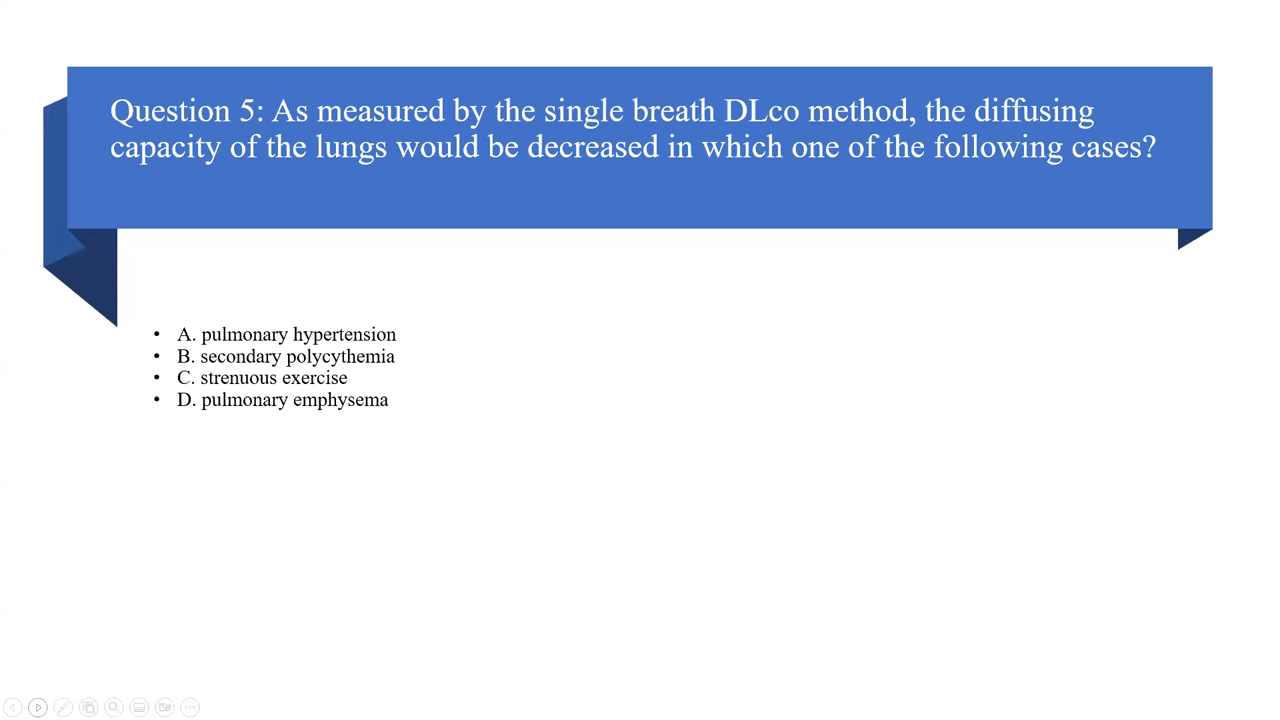 Question 5: As measured by the single breath DLco method, the diffusing
capacity of the lungs would be decreased in which one of the following cases?
• A. pulmonary hypertension
• B. secondary polycythemia
• C. strenuous exercise
• D. pulmonary emphysema